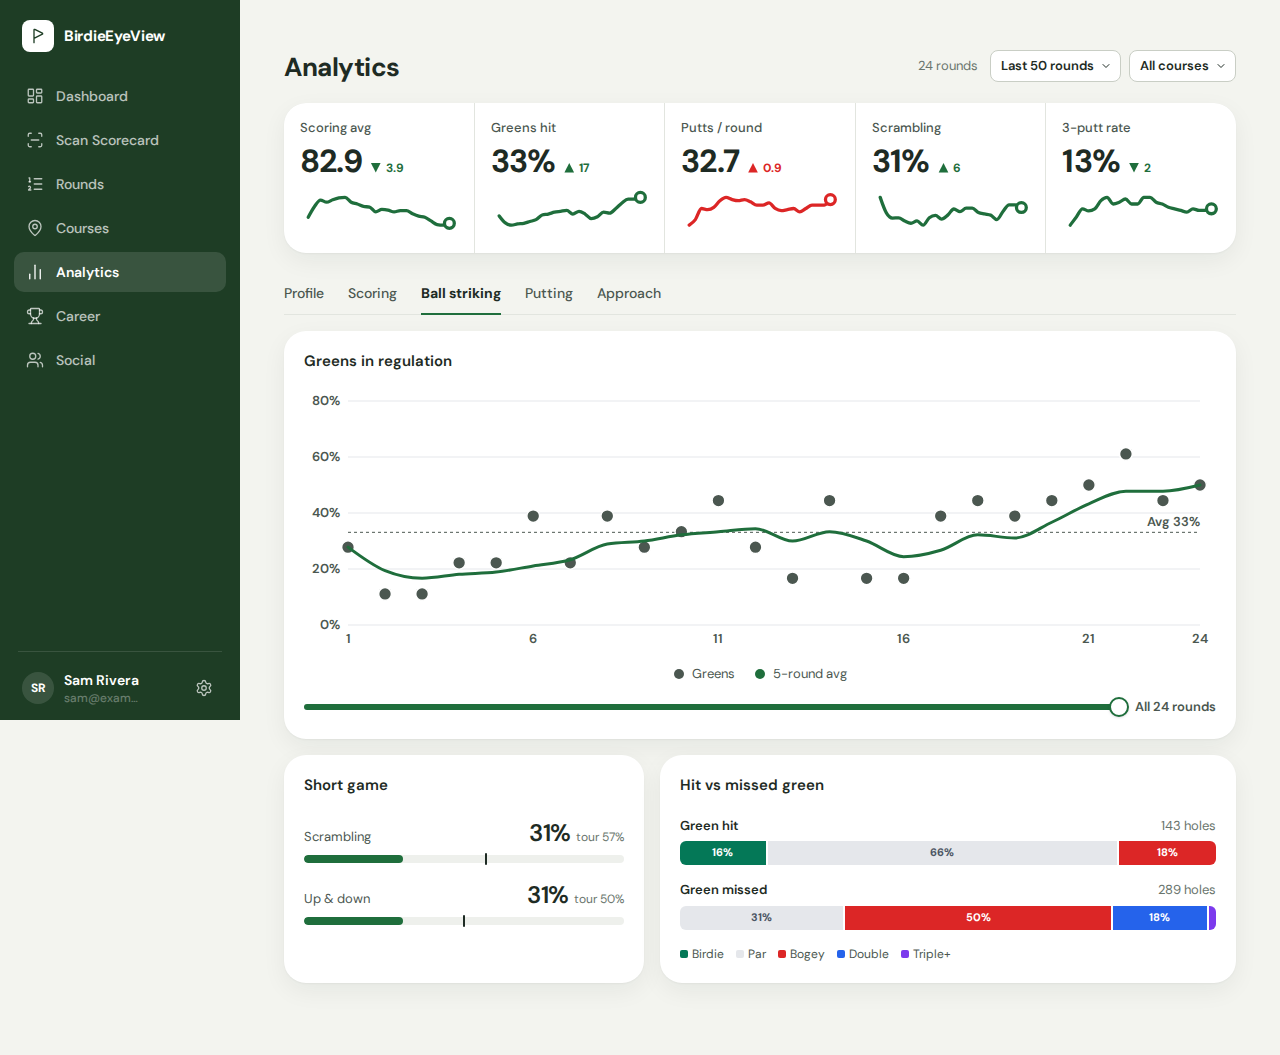 BirdieEyeView
Dashboard
Scan Scorecard
Rounds
Courses
Analytics
Career
Social
SR
Sam Rivera
sam@exam...
Analytics
24 rounds
Last 50 rounds
All courses
Scoring avg
82.9 ▼ 3.9
Greens hit
33% ▲ 17
Putts / round
32.7 ▲ 0.9
Scrambling
31% ▲ 6
3-putt rate
13% ▼ 2
Profile Scoring Ball striking Putting Approach
Greens in regulation
80%
60%
40%
Avg 33%
20%
0%
1 6 11 16 21 24
Greens 5-round avg
All 24 rounds
Short game
Scrambling 31% tour 57%
Up & down 31% tour 50%
Hit vs missed green
Green hit 143 holes
16% 66% 18%
Green missed 289 holes
31% 50% 18%
Birdie Par Bogey Double Triple+